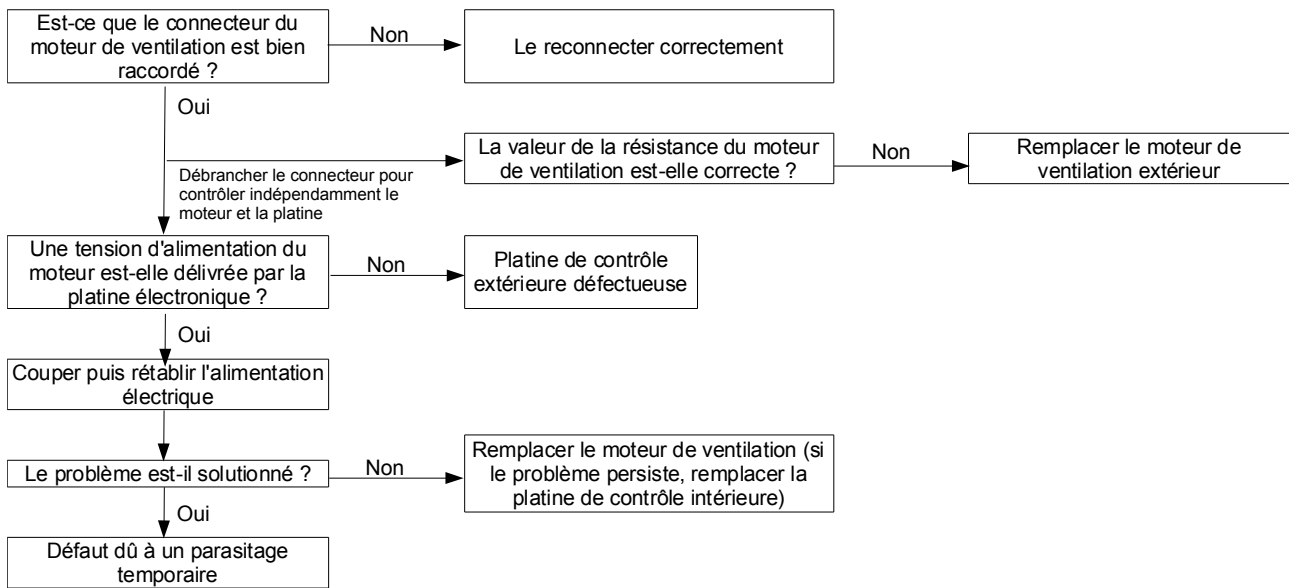 Est-ce que le connecteur du
moteur de ventilation est bien
raccordé ?
Non
Le reconnecter correctement
Oui
La valeur de la résistance du moteur
de ventilation est-elle correcte ?
Non
Remplacer le moteur de
ventilation extérieur
Débrancher le connecteur pour
contrôler indépendamment le
moteur et la platine
Une tension d'alimentation du
moteur est-elle délivrée par la
platine électronique ?
Non
Platine de contrôle
extérieure défectueuse
Oui
Couper puis rétablir l'alimentation
électrique
Le problème est-il solutionné ?
Non
Remplacer le moteur de ventilation (si
le problème persiste, remplacer la
platine de contrôle intérieure)
Oui
Défaut dû à un parasitage
temporaire